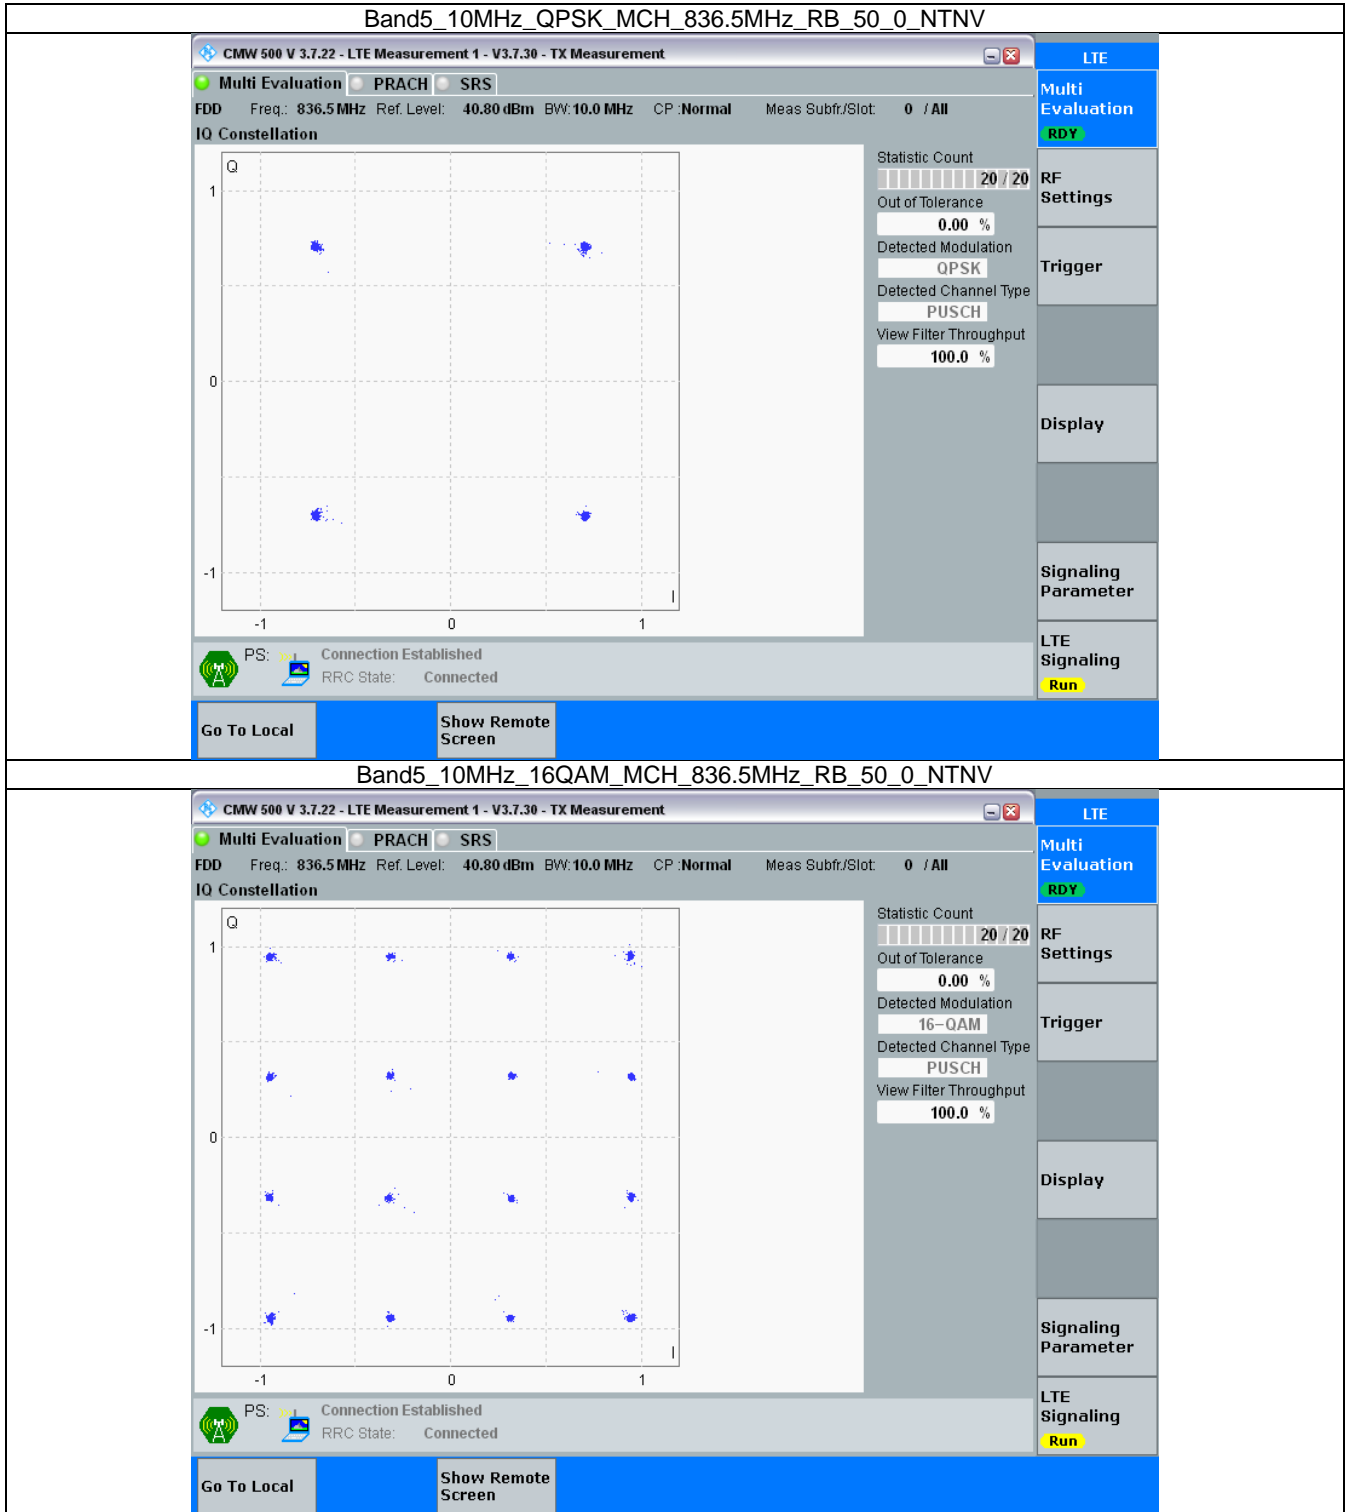 Band5_10MHz_QPSK_MCH_836.5MHz_RB_50_0_NTNV
CMW 500 V 3.7.22 - LTE Measurement 1 - V3.7.30 - TX Measurement
LTE
Multi Evaluation PRACH SRS
Multi
Evaluation
RDY
FDD Freq.: 836.5 MHz Ref. Level: 40.80 dBm BW: 10.0 MHz CP :Normal Meas Subfr./Slot: 0 / All
IQ Constellation
Q
1
0
-1
I
-1 0 1
Statistic Count
20 / 20
Out of Tolerance
0.00 %
Detected Modulation
QPSK
Detected Channel Type
PUSCH
View Filter Throughput
100.0 %
RF
Settings
Trigger
Display
Signaling
Parameter
LTE
Signaling
Run
PS: Connection Established
RRC State: Connected
Go To Local
Show Remote
Screen
Band5_10MHz_16QAM_MCH_836.5MHz_RB_50_0_NTNV
CMW 500 V 3.7.22 - LTE Measurement 1 - V3.7.30 - TX Measurement
LTE
Multi Evaluation PRACH SRS
Multi
Evaluation
RDY
FDD Freq.: 836.5 MHz Ref. Level: 40.80 dBm BW: 10.0 MHz CP :Normal Meas Subfr./Slot: 0 / All
IQ Constellation
Q
1
0
-1
I
-1 0 1
Statistic Count
20 / 20
Out of Tolerance
0.00 %
Detected Modulation
16-QAM
Detected Channel Type
PUSCH
View Filter Throughput
100.0 %
RF
Settings
Trigger
Display
Signaling
Parameter
LTE
Signaling
Run
PS: Connection Established
RRC State: Connected
Go To Local
Show Remote
Screen